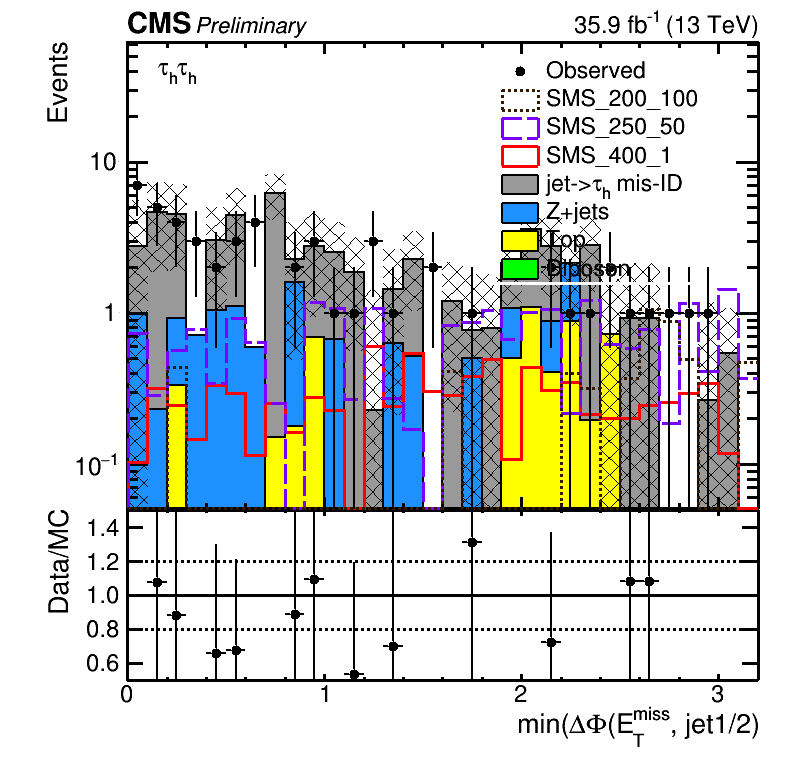 CMS Preliminary 35.9 fb⁻¹ (13 TeV)
τhτh
Events
Observed
SMS_200_100
SMS_250_50
SMS_400_1
jet->τh mis-ID
Z+jets
Top
Diboson
10
1
10⁻¹
Data/MC
1.4
1.2
1.0
0.8
0.6
0 1 2 3
min(ΔΦ(E_T^miss, jet1/2)